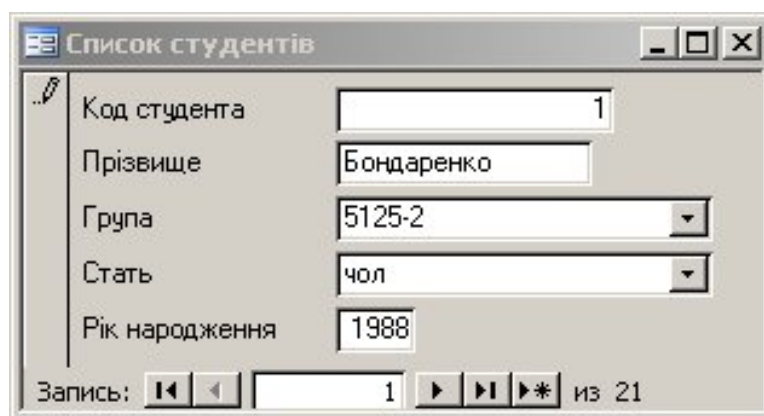 Список студентів
Код студента 1
Прізвище Бондаренко
Група 5125-2
Стать чол
Рік народження 1988
Запись: 1 из 21